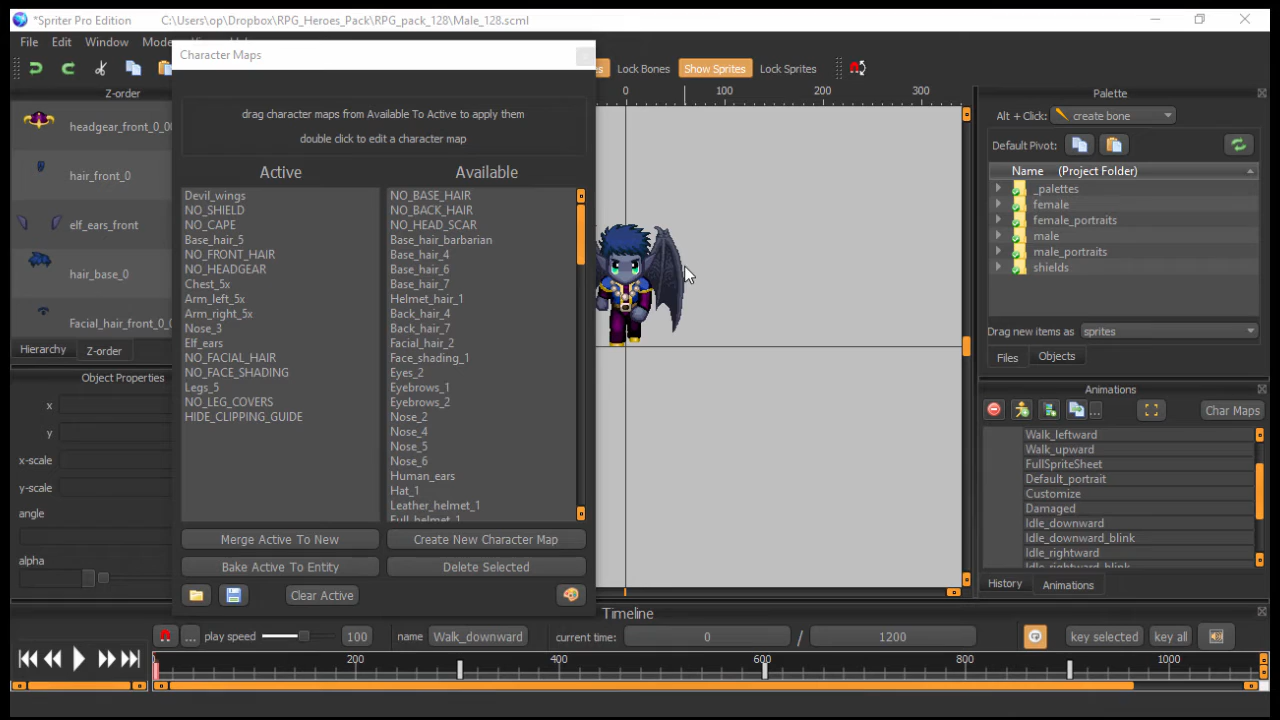 *Spriter Pro Edition C:\Users\op\Dropbox\RPG_Heroes_Pack\RPG_pack_128\Male_128.scml
File Edit Window
Character Maps
Lock Bones Show Sprites Lock Sprites
Z-order
headgear_front_0_0
hair_front_0
elf_ears_front
hair_base_0
Facial_hair_front_0_
Hierarchy Z-order
Object Properties
x
y
x-scale
y-scale
angle
alpha
drag character maps from Available To Active to apply them
double click to edit a character map
Active
Devil_wings
NO_SHIELD
NO_CAPE
Base_hair_5
NO_FRONT_HAIR
NO_HEADGEAR
Chest_5x
Arm_left_5x
Arm_right_5x
Nose_3
Elf_ears
NO_FACIAL_HAIR
NO_FACE_SHADING
Legs_5
NO_LEG_COVERS
HIDE_CLIPPING_GUIDE
Available
NO_BASE_HAIR
NO_BACK_HAIR
NO_HEAD_SCAR
Base_hair_barbarian
Base_hair_4
Base_hair_6
Base_hair_7
Helmet_hair_1
Back_hair_4
Back_hair_7
Facial_hair_2
Face_shading_1
Eyes_2
Eyebrows_1
Eyebrows_2
Nose_2
Nose_4
Nose_5
Nose_6
Human_ears
Hat_1
Leather_helmet_1
Full_helmet_1
Merge Active To New Create New Character Map
Bake Active To Entity Delete Selected
Clear Active
0 100 200 300
Palette
Alt + Click: create bone
Default Pivot:
Name (Project Folder)
_palettes
female
female_portraits
male
male_portraits
shields
Drag new items as sprites
Files Objects
Animations
... Char Maps
Walk_leftward
Walk_upward
FullSpriteSheet
Default_portrait
Customize
Damaged
Idle_downward
Idle_downward_blink
Idle_rightward
Idle_rightward_blink
History Animations
Timeline
... play speed 100 name Walk_downward current time: 0 / 1200 key selected key all
200 400 600 800 1000